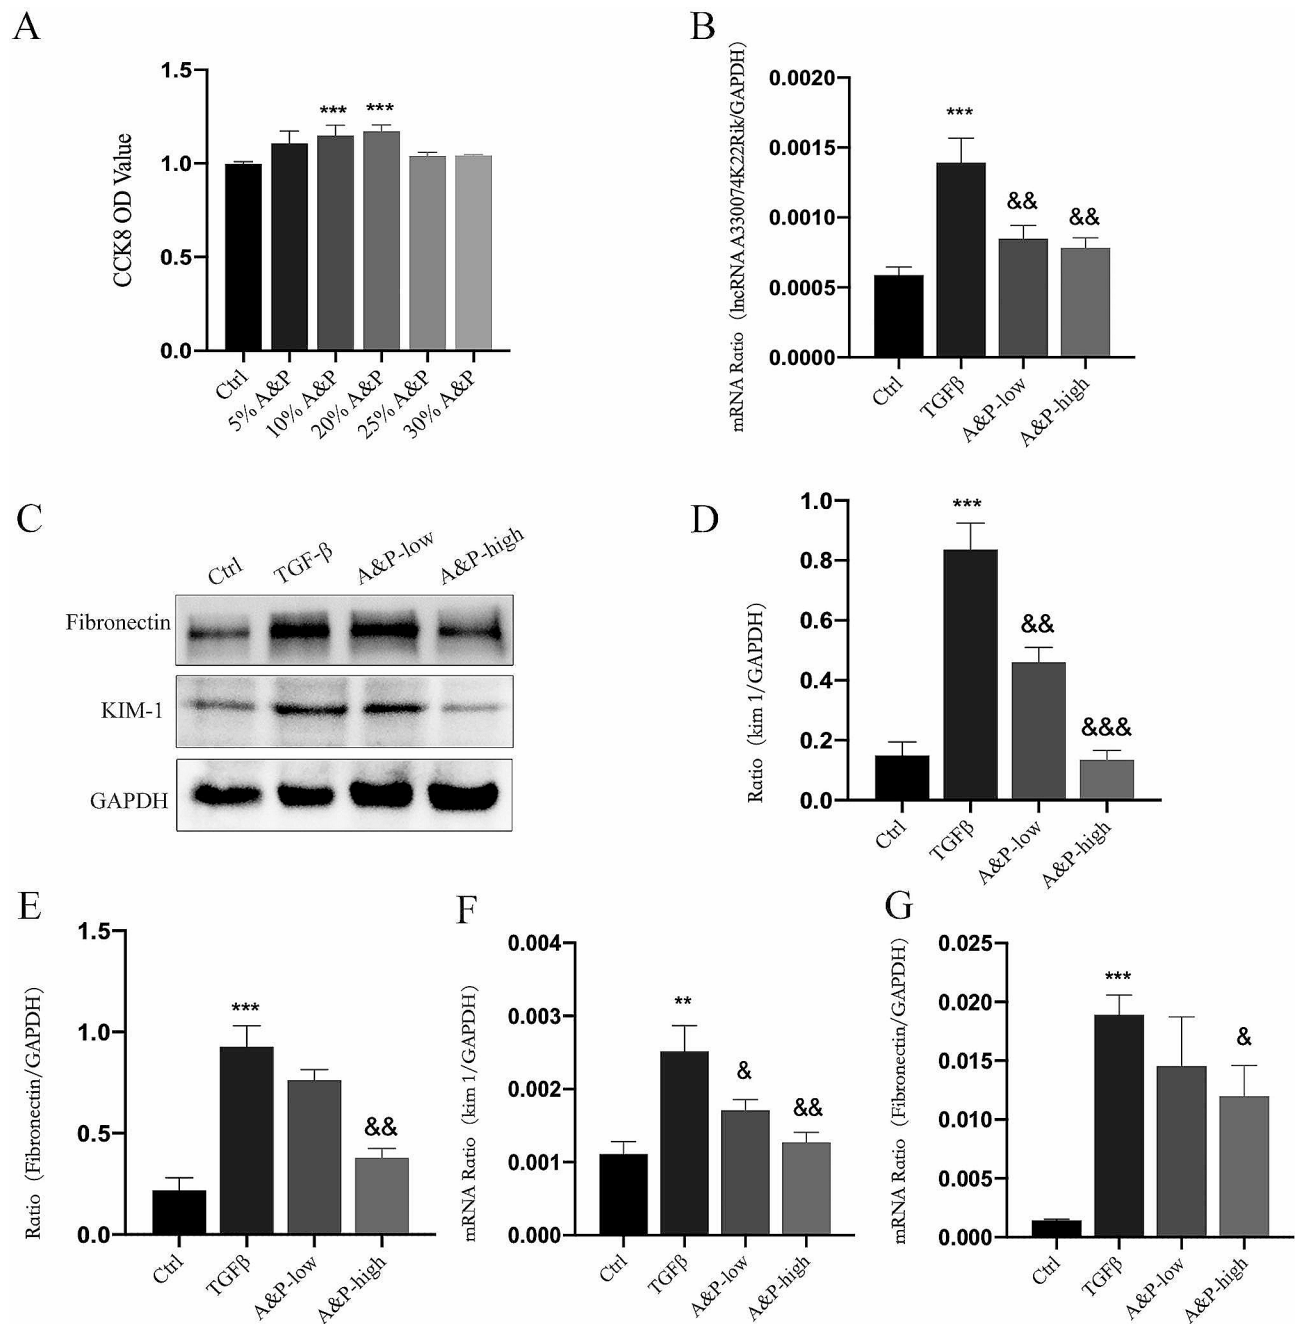 A
CCK8 OD Value
1.5
1.0
0.5
0.0
*** ***
Ctrl
5% A&P
10% A&P
20% A&P
25% A&P
30% A&P
B
mRNA Ratio (lncRNA A330074K22Rik/GAPDH)
0.0020
0.0015
0.0010
0.0005
0.0000
***
&&
&&
Ctrl
TGFβ
A&P-low
A&P-high
C
Ctrl
TGF-β
A&P-low
A&P-high
Fibronectin
KIM-1
GAPDH
D
Ratio (kim 1/GAPDH)
1.0
0.8
0.6
0.4
0.2
0.0
***
&&
&&&
Ctrl
TGFβ
A&P-low
A&P-high
E
Ratio (Fibronectin/GAPDH)
1.5
1.0
0.5
0.0
***
&&
Ctrl
TGFβ
A&P-low
A&P-high
F
mRNA Ratio (kim 1/GAPDH)
0.004
0.003
0.002
0.001
0.000
**
&
&&
Ctrl
TGFβ
A&P-low
A&P-high
G
mRNA Ratio (Fibronectin/GAPDH)
0.025
0.020
0.015
0.010
0.005
0.000
***
&
Ctrl
TGFβ
A&P-low
A&P-high